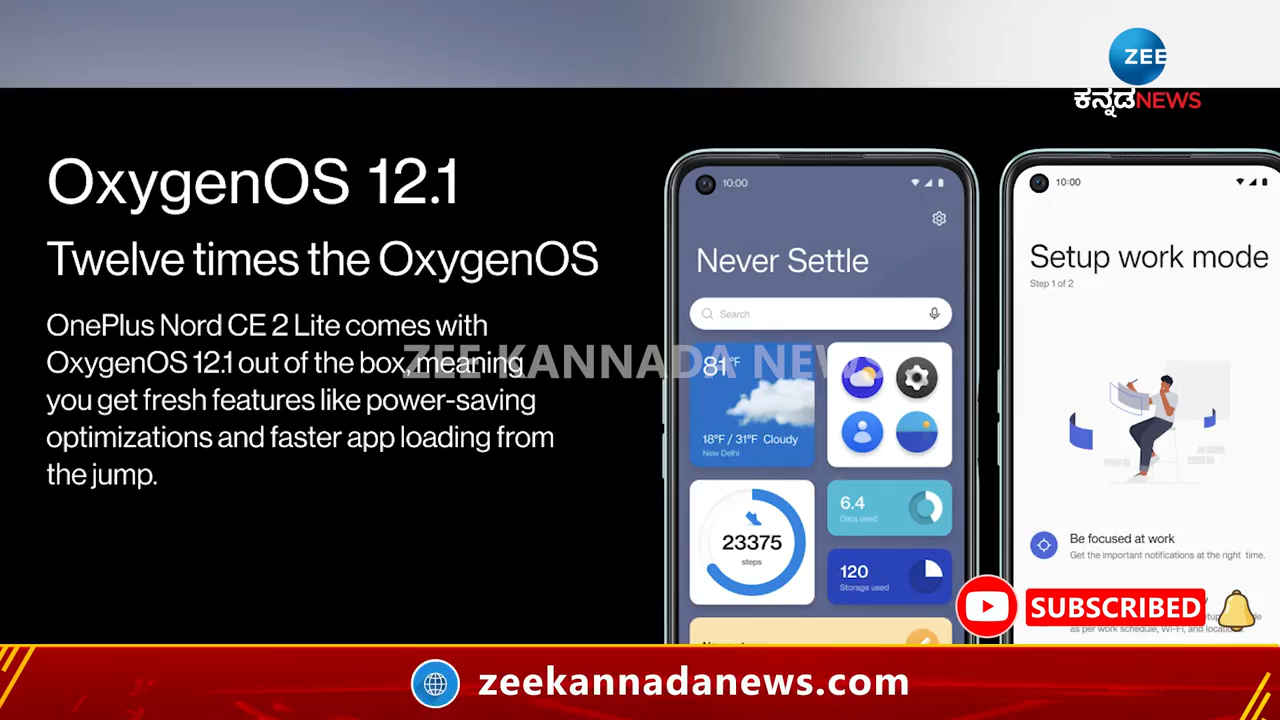 ZEE
ಕನ್ನಡNEWS
OxygenOS 12.1
Twelve times the OxygenOS
OnePlus Nord CE 2 Lite comes with
OxygenOS 12.1 out of the box, meaning
you get fresh features like power-saving
optimizations and faster app loading from
the jump.
ZEE KANNADA NEWS
10:00
Never Settle
Search
81°F
18°F / 31°F Cloudy
New Delhi
23375
steps
6.4
Data used
120
Storage used
10:00
Setup work mode
Step 1 of 2
Be focused at work
Get the important notifications at the right time.
as per work schedule, Wi-Fi, and location.
SUBSCRIBED
zeekannadanews.com